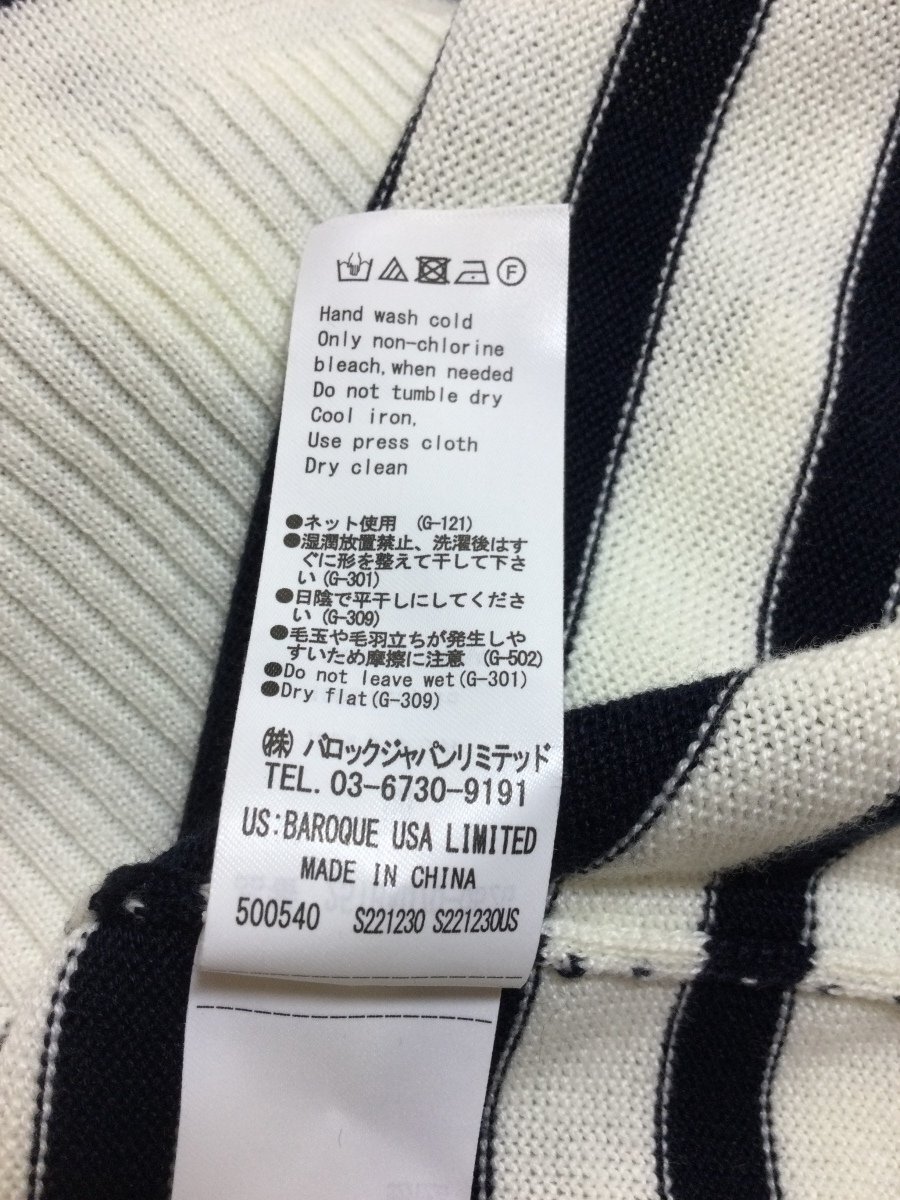 F
Hand wash cold
Only non-chlorine
bleach,when needed
Do not tumble dry
Cool iron,
Use press cloth
Dry clean
●ネット使用 (G-121)
●湿潤放置禁止、洗濯後はす
ぐに形を整えて干して下さ
い(G-301)
●日陰で平干しにしてくださ
い(G-309)
●毛玉や毛羽立ちが発生しや
すいため摩擦に注意 (G-502)
●Do not leave wet(G-301)
●Dry flat(G-309)
㈱ バロックジャパンリミテッド
TEL. 03-6730-9191
US:BAROQUE USA LIMITED
MADE IN CHINA
500540 S221230 S221230US